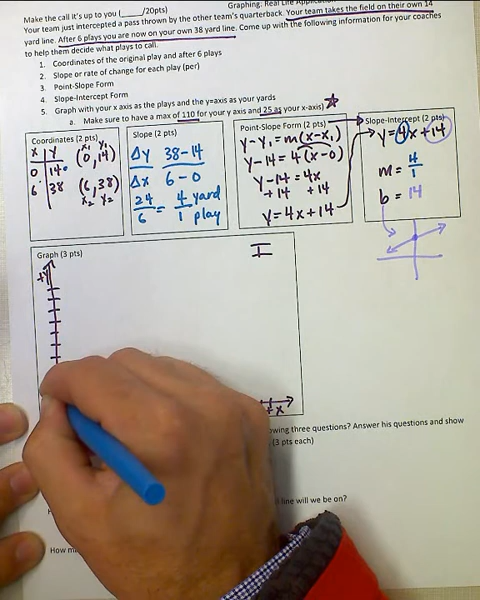 Graphing: Real Life Application
Make the call it's up to you (____/20pts)
Your team just intercepted a pass thrown by the other team's quarterback. Your team takes the field on their own 14
yard line. After 6 plays you are now on your own 38 yard line. Come up with the following information for your coaches
to help them decide what plays to call.
1. Coordinates of the original play and after 6 plays
2. Slope or rate of change for each play (per)
3. Point-Slope Form
4. Slope-Intercept Form
5. Graph with your x axis as the plays and the y=axis as your yards
a. Make sure to have a max of 110 for your y axis and 25 as your x-axis)
Coordinates (2 pts)
x y
0 14
6 38
x₁ y₁
(0,14)
(6,38)
x₂ y₂
Slope (2 pts)
Δy 38-14
Δx 6-0
24/6 = 4/1 yard/play
Point-Slope Form (2 pts)
y-y₁=m(x-x₁)
y-14=4(x-0)
y-14=4x
+14 +14
y=4x+14
Slope-Intercept (2 pts)
y=4x+14
m=4/1
b=14
Graph (3 pts)
I
+y
+x
owing three questions? Answer his questions and show
(3 pts each)
line will we be on?
How